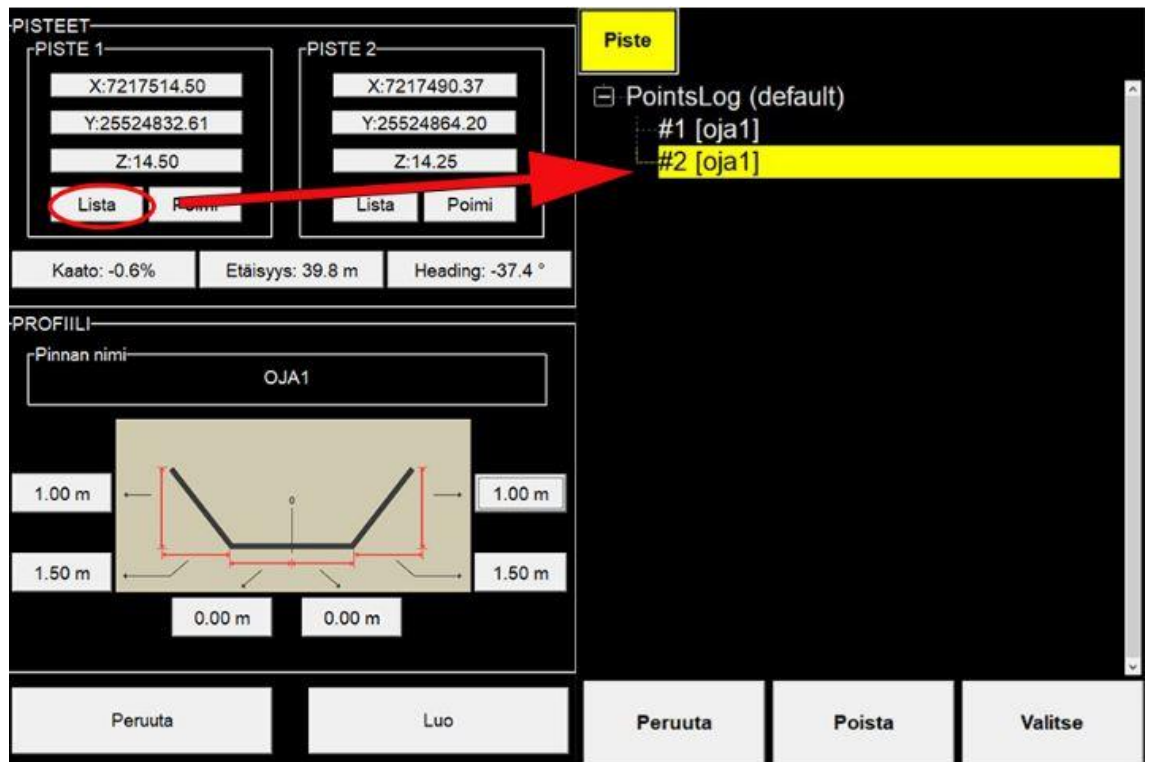 PISTEET
PISTE 1
X:7217514.50
Y:25524832.61
Z:14.50
Lista
PISTE 2
X:7217490.37
Y:25524864.20
Z:14.25
Lista Poimi
Kaato: -0.6% Etäisyys: 39.8 m Heading: -37.4 °
PROFIILI
Pinnan nimi
OJA1
1.00 m 0 1.00 m
1.50 m 1.50 m
0.00 m 0.00 m
Peruuta Luo
Piste
PointsLog (default)
#1 [oja1]
#2 [oja1]
Peruuta Poista Valitse